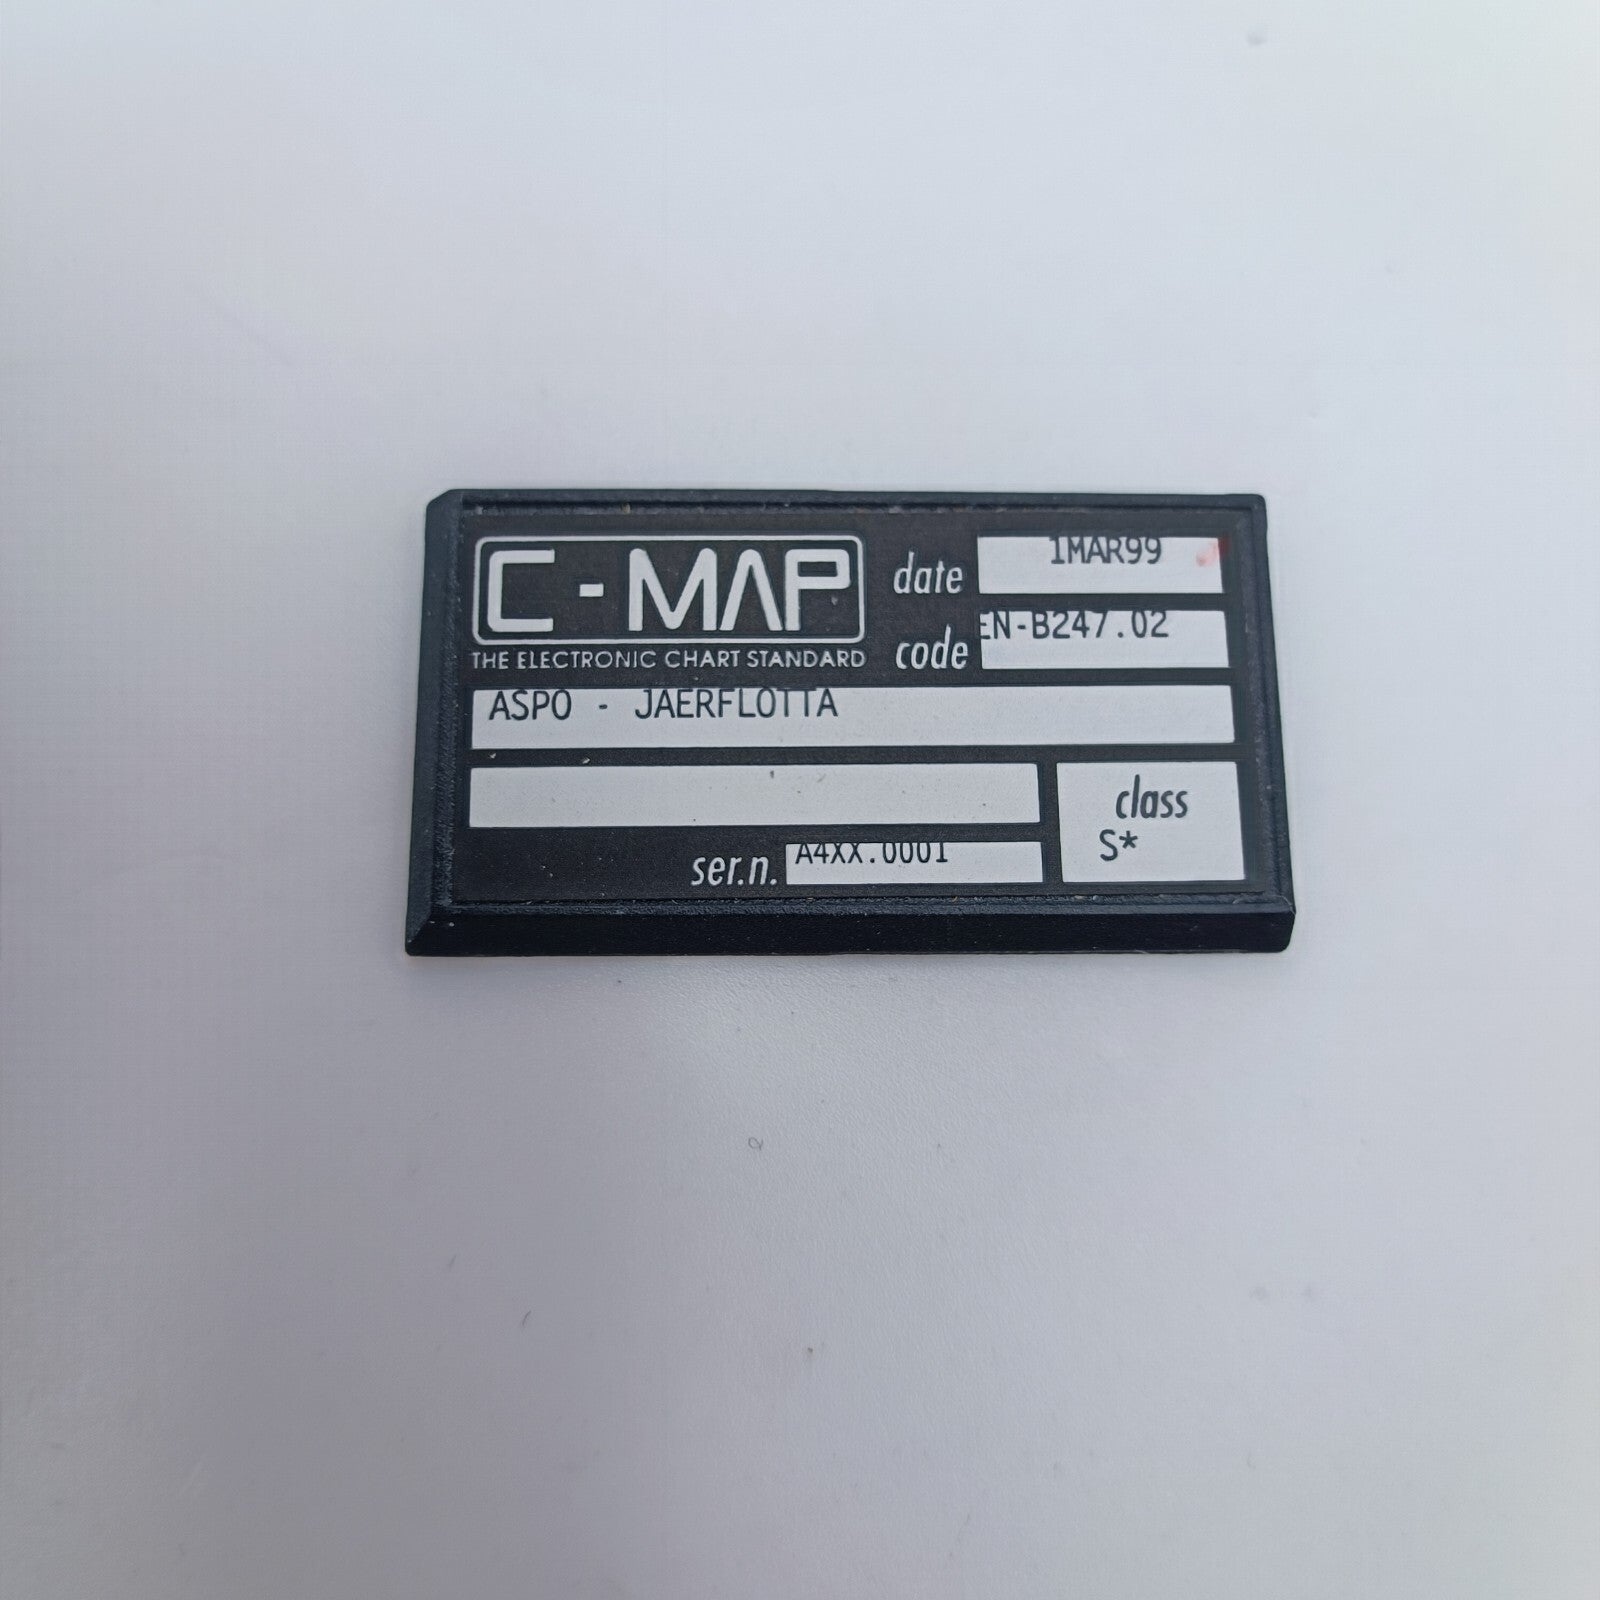 C-MAP
THE ELECTRONIC CHART STANDARD
date 1MAR99
code EN-B247.02
ASPO - JAERFLOTTA
class
S*
ser.n. A4XX.0001